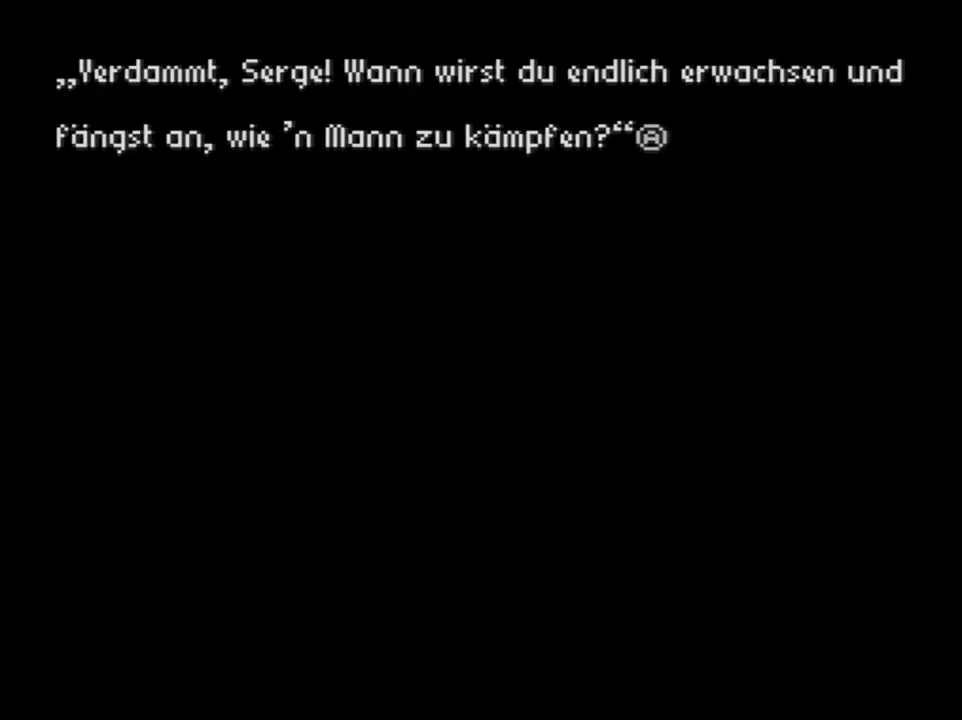 „Verdammt, Serge! Wann wirst du endlich erwachsen und
fängst an, wie ’n Mann zu kämpfen?“Ⓐ